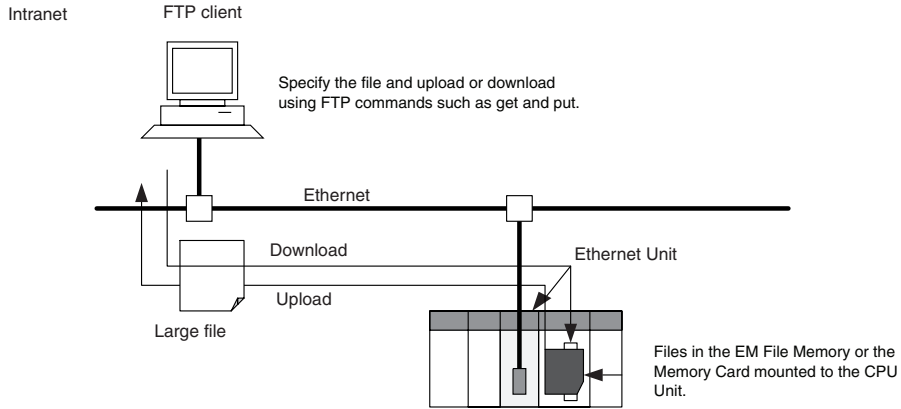 Intranet
FTP client
Specify the file and upload or download
using FTP commands such as get and put.
Ethernet
Download
Ethernet Unit
Upload
Large file
Files in the EM File Memory or the
Memory Card mounted to the CPU
Unit.